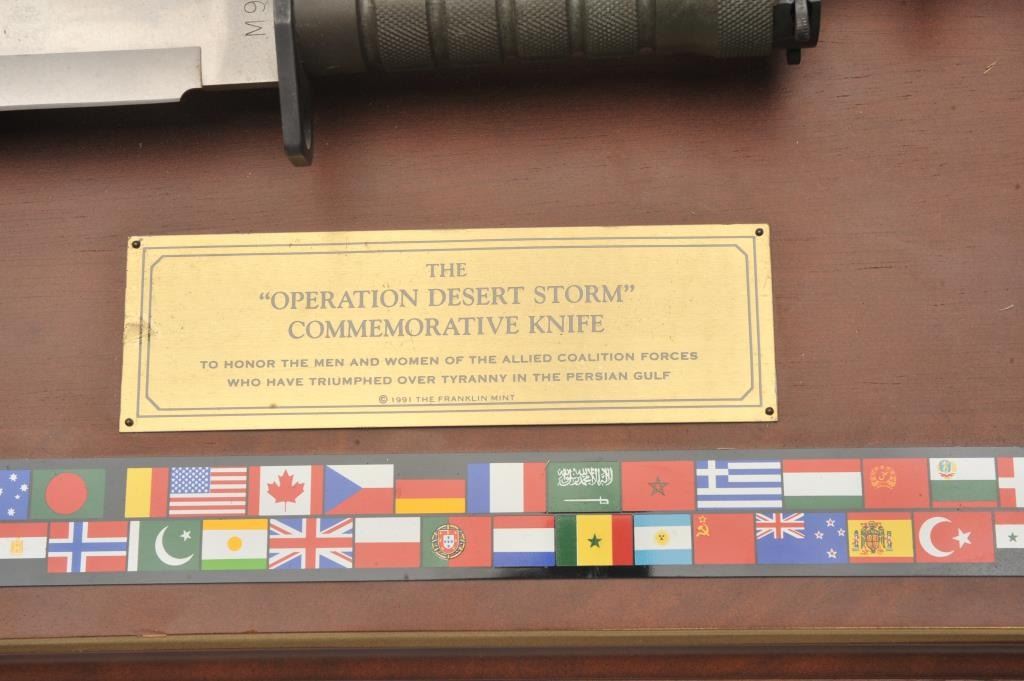 M9
THE
“OPERATION DESERT STORM”
COMMEMORATIVE KNIFE
TO HONOR THE MEN AND WOMEN OF THE ALLIED COALITION FORCES
WHO HAVE TRIUMPHED OVER TYRANNY IN THE PERSIAN GULF
© 1991 THE FRANKLIN MINT